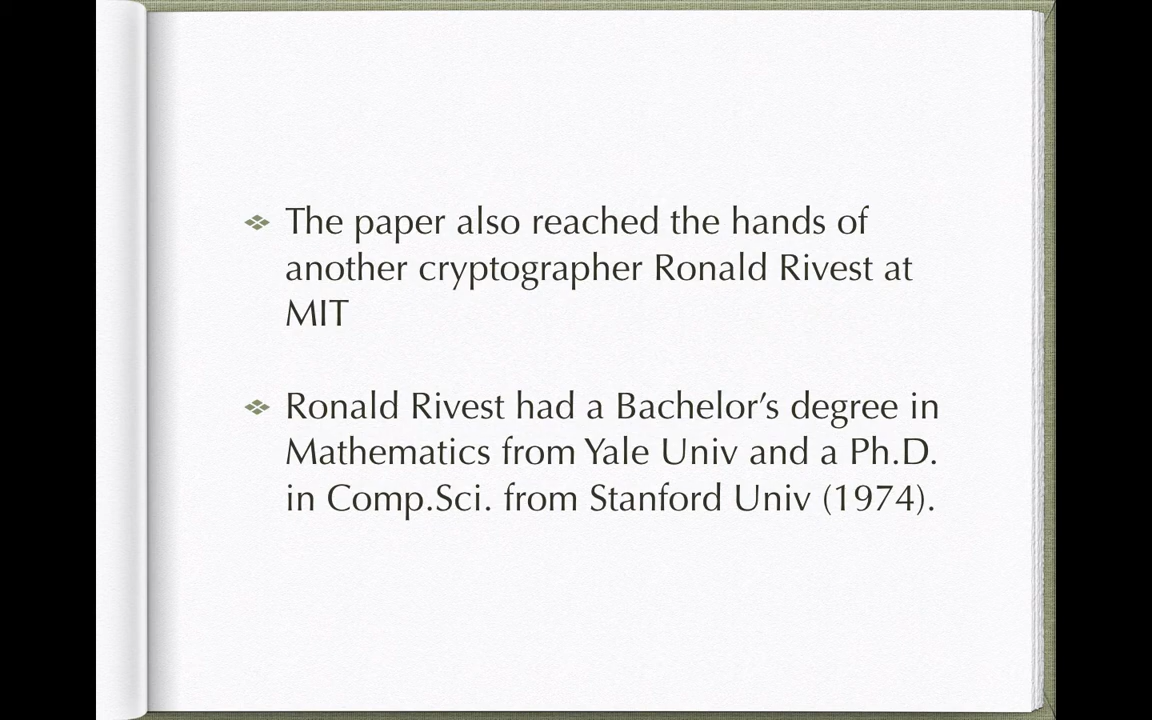 The paper also reached the hands of
another cryptographer Ronald Rivest at
MIT
Ronald Rivest had a Bachelor’s degree in
Mathematics from Yale Univ and a Ph.D.
in Comp.Sci. from Stanford Univ (1974).